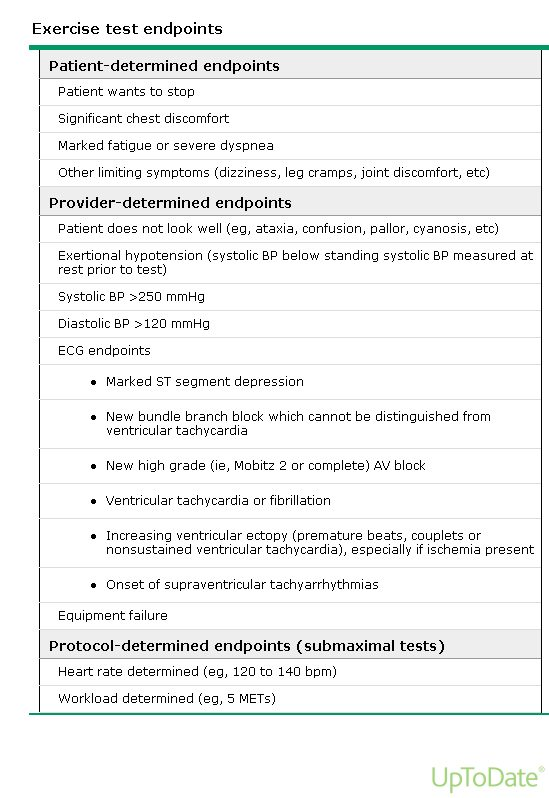 Exercise test endpoints
Patient-determined endpoints
Patient wants to stop
Significant chest discomfort
Marked fatigue or severe dyspnea
Other limiting symptoms (dizziness, leg cramps, joint discomfort, etc)
Provider-determined endpoints
Patient does not look well (eg, ataxia, confusion, pallor, cyanosis, etc)
Exertional hypotension (systolic BP below standing systolic BP measured at
rest prior to test)
Systolic BP >250 mmHg
Diastolic BP >120 mmHg
ECG endpoints
• Marked ST segment depression
• New bundle branch block which cannot be distinguished from
ventricular tachycardia
• New high grade (ie, Mobitz 2 or complete) AV block
• Ventricular tachycardia or fibrillation
• Increasing ventricular ectopy (premature beats, couplets or
nonsustained ventricular tachycardia), especially if ischemia present
• Onset of supraventricular tachyarrhythmias
Equipment failure
Protocol-determined endpoints (submaximal tests)
Heart rate determined (eg, 120 to 140 bpm)
Workload determined (eg, 5 METs)
UpToDate®